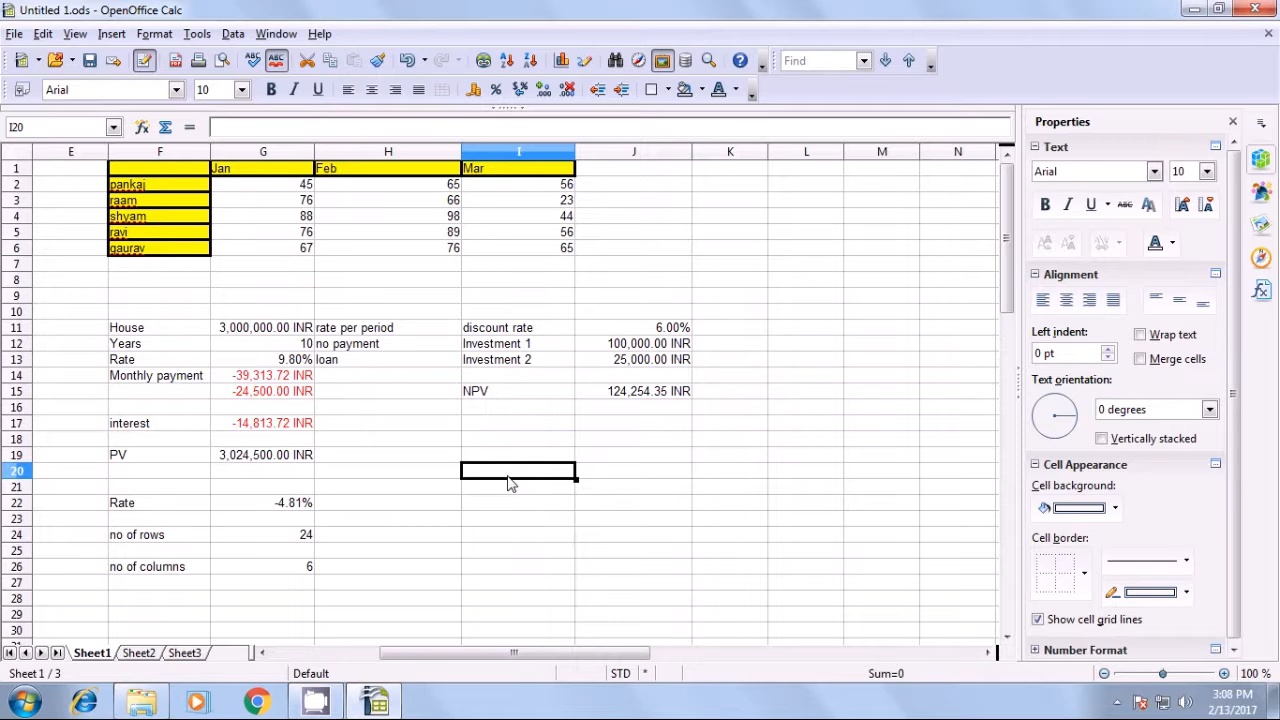 Untitled 1.ods - OpenOffice Calc
File Edit View Insert Format Tools Data Window Help
Find
Arial 10
I20
E F G H I J K L M N
1 Jan Feb Mar
2 pankaj 45 65 56
3 raam 76 66 23
4 shyam 88 98 44
5 ravi 76 89 56
6 gaurav 67 76 65
7
8
9
10
11 House 3,000,000.00 INR rate per period discount rate 6.00%
12 Years 10 no payment Investment 1 100,000.00 INR
13 Rate 9.80% loan Investment 2 25,000.00 INR
14 Monthly payment -39,313.72 INR
15 -24,500.00 INR NPV 124,254.35 INR
16
17 interest -14,813.72 INR
18
19 PV 3,024,500.00 INR
20
21
22 Rate -4.81%
23
24 no of rows 24
25
26 no of columns 6
27
28
29
30
Sheet1 Sheet2 Sheet3
Sheet 1 / 3 Default STD * Sum=0 100 %
Properties
Text
Arial 10
Alignment
Left indent:
0 pt
Wrap text
Merge cells
Text orientation:
0 degrees
Vertically stacked
Cell Appearance
Cell background:
Cell border:
Show cell grid lines
Number Format
3:08 PM
2/13/2017